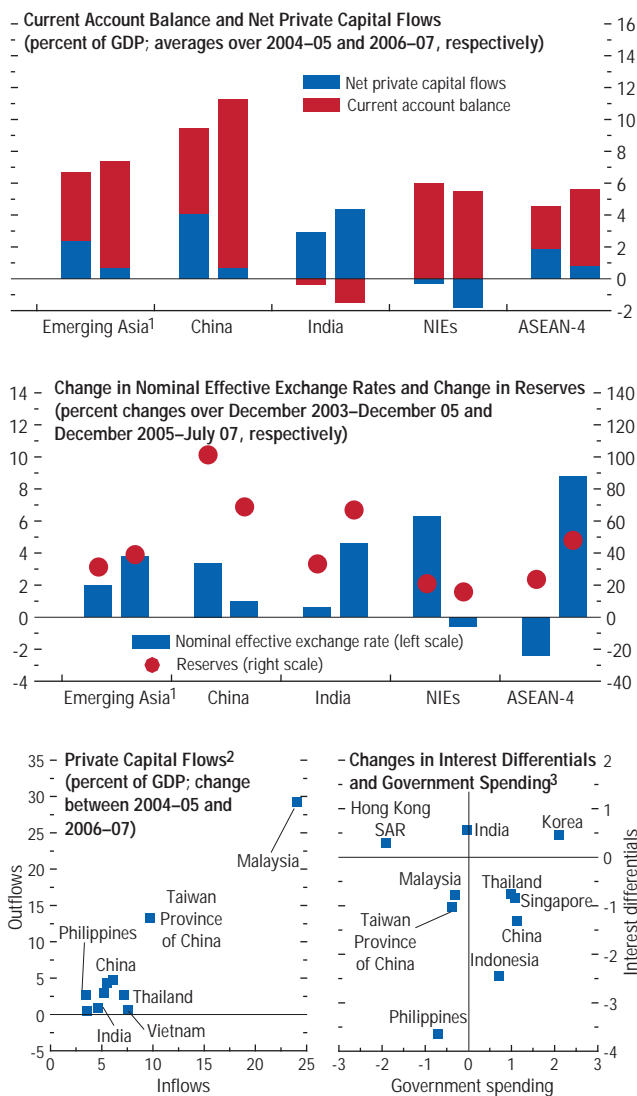 Current Account Balance and Net Private Capital Flows
(percent of GDP; averages over 2004–05 and 2006–07, respectively)
16
14
12
10
8
6
4
2
0
-2
Net private capital flows
Current account balance
Emerging Asia1
China
India
NIEs
ASEAN-4
Change in Nominal Effective Exchange Rates and Change in Reserves
(percent changes over December 2003–December 05 and
December 2005–July 07, respectively)
14
12
10
8
6
4
2
0
-2
-4
140
120
100
80
60
40
20
0
-20
-40
Nominal effective exchange rate (left scale)
Reserves (right scale)
Emerging Asia1
China
India
NIEs
ASEAN-4
Private Capital Flows2
(percent of GDP; change
between 2004–05 and
2006–07)
35
30
25
20
15
10
5
0
-5
Outflows
Malaysia
Taiwan
Province
of China
Philippines
China
Thailand
India
Vietnam
0
5
10
15
20
25
Inflows
Changes in Interest Differentials
and Government Spending3
2
1
0
-1
-2
-3
-4
Interest differentials
Hong Kong
SAR
India
Korea
Malaysia
Thailand
Singapore
Taiwan
Province
of China
China
Indonesia
Philippines
-3
-2
-1
0
1
2
3
Government spending